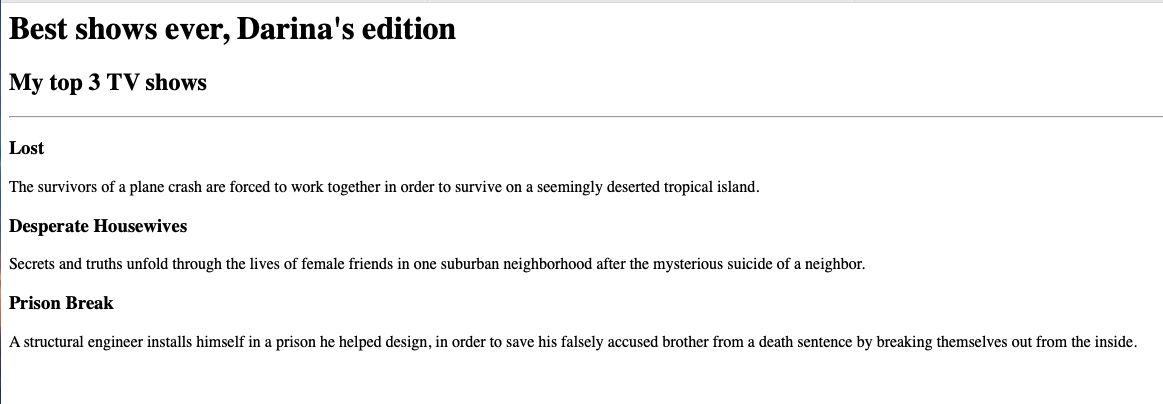 Best shows ever, Darina's edition
My top 3 TV shows
Lost
The survivors of a plane crash are forced to work together in order to survive on a seemingly deserted tropical island.
Desperate Housewives
Secrets and truths unfold through the lives of female friends in one suburban neighborhood after the mysterious suicide of a neighbor.
Prison Break
A structural engineer installs himself in a prison he helped design, in order to save his falsely accused brother from a death sentence by breaking themselves out from the inside.